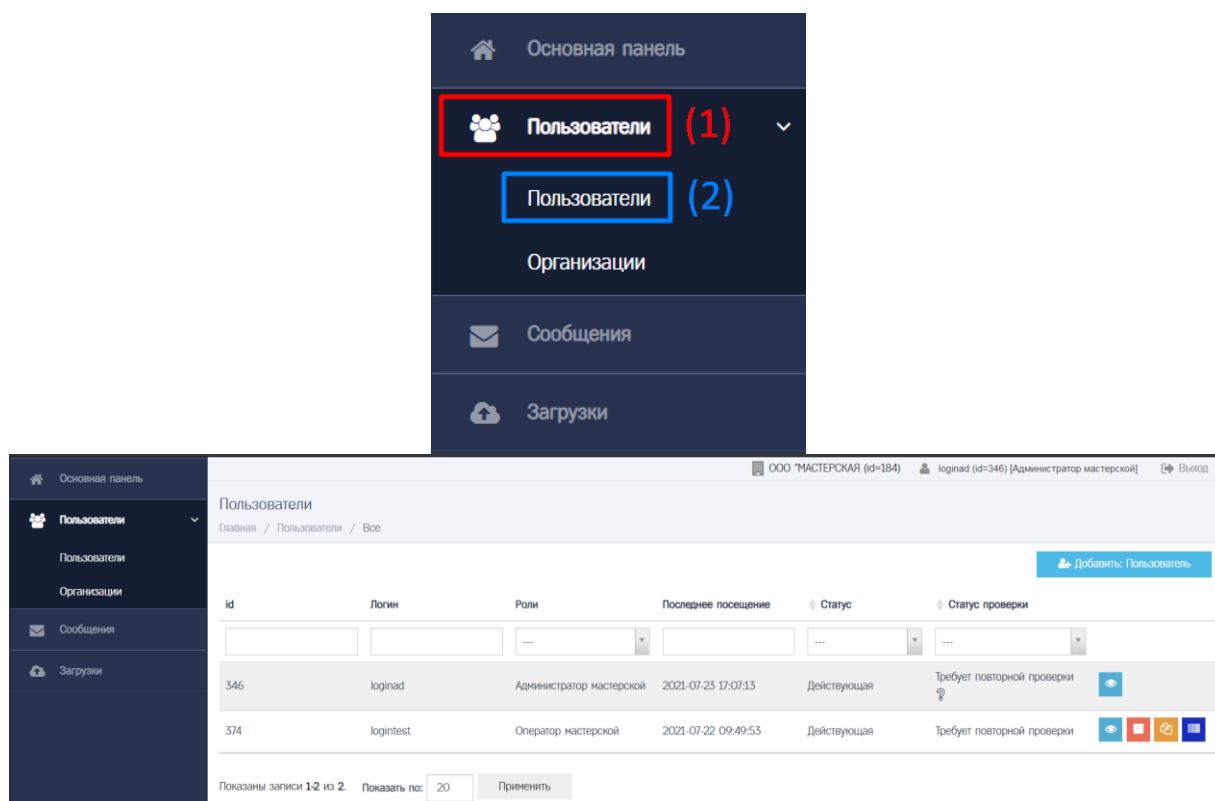 Основная панель
Пользователи (1)
Пользователи (2)
Организации
Сообщения
Загрузки
ООО "МАСТЕРСКАЯ (id=184) loginad (id=346) [Администратор мастерской] Выход
Основная панель
Пользователи
Пользователи
Организации
Сообщения
Загрузки
Пользователи
Главная / Пользователи / Все
Добавить: Пользователь
id Логин Роли Последнее посещение Статус Статус проверки
--- --- ---
346 loginad Администратор мастерской 2021-07-23 17:07:13 Действующая Требует повторной проверки
?
374 logintest Оператор мастерской 2021-07-22 09:49:53 Действующая Требует повторной проверки
Показаны записи 1-2 из 2. Показать по: 20 Применить